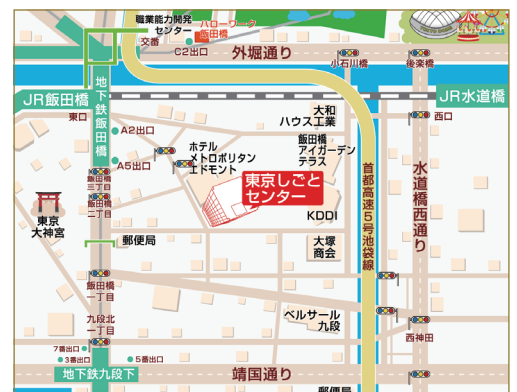 職業能力開発
センター
ハローワーク
飯田橋
交番
C2出口
外堀通り
小石川橋
後楽橋
JR飯田橋
地下鉄飯田橋
JR水道橋
東口
西口
A2出口
大和
ハウス工業
ホテル
メトロポリタン
エドモント
飯田橋
アイガーデン
テラス
A5出口
飯田橋
三丁目
東京しごと
センター
首都高速5号池袋線
水道橋西通り
飯田橋
二丁目
東京
大神宮
KDDI
郵便局
大塚
商会
飯田橋
一丁目
ベルサール
九段
九段北
一丁目
西神田
7番出口
3番出口
5番出口
地下鉄九段下
靖国通り
郵便局